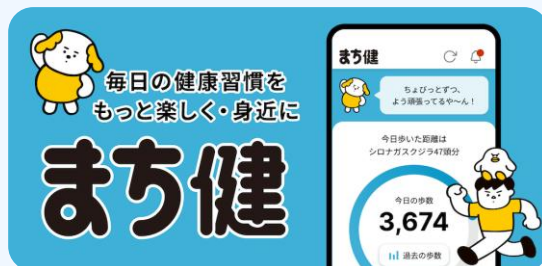 毎日の健康習慣を
もっと楽しく・身近に
まち健
まち健
ちょびっとずつ、
よう頑張ってるや〜ん！
今日歩いた距離は
シロナガスクジラ47頭分
今日の歩数
3,674
過去の歩数